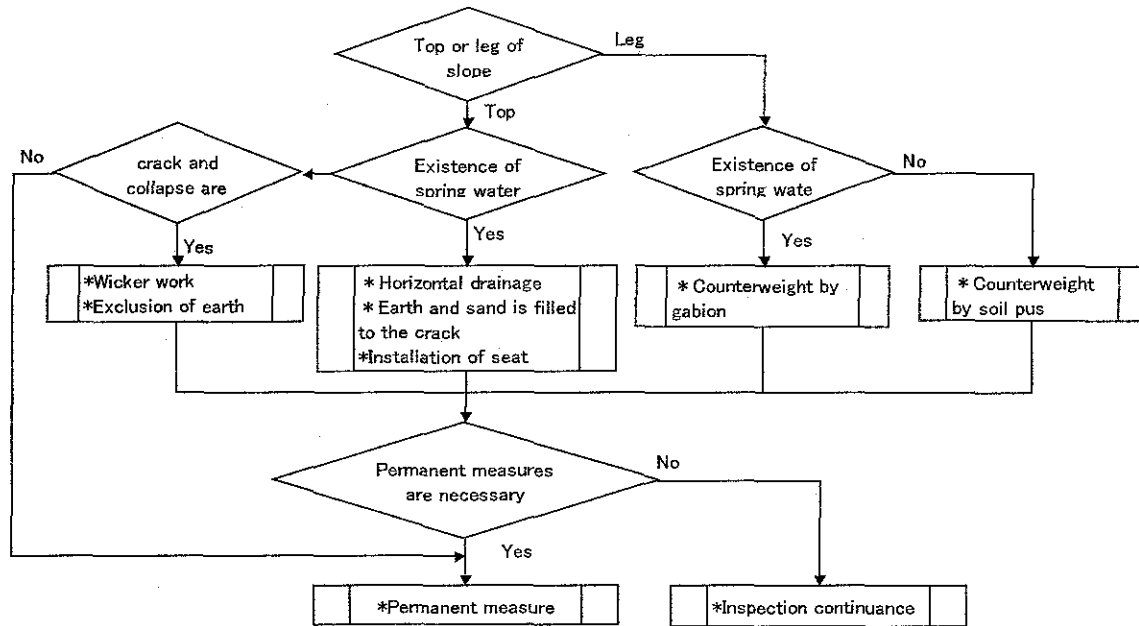 Top or leg of
slope
Leg
Top
No
crack and
collapse are
Existence of
spring water
Existence of
spring wate
No
Yes
Yes
Yes
*Wicker work
*Exclusion of earth
* Horizontal drainage
* Earth and sand is filled
to the crack
*Installation of seat
* Counterweight by
gabion
* Counterweight
by soil pus
Permanent measures
are necessary
No
Yes
*Permanent measure
*Inspection continuance